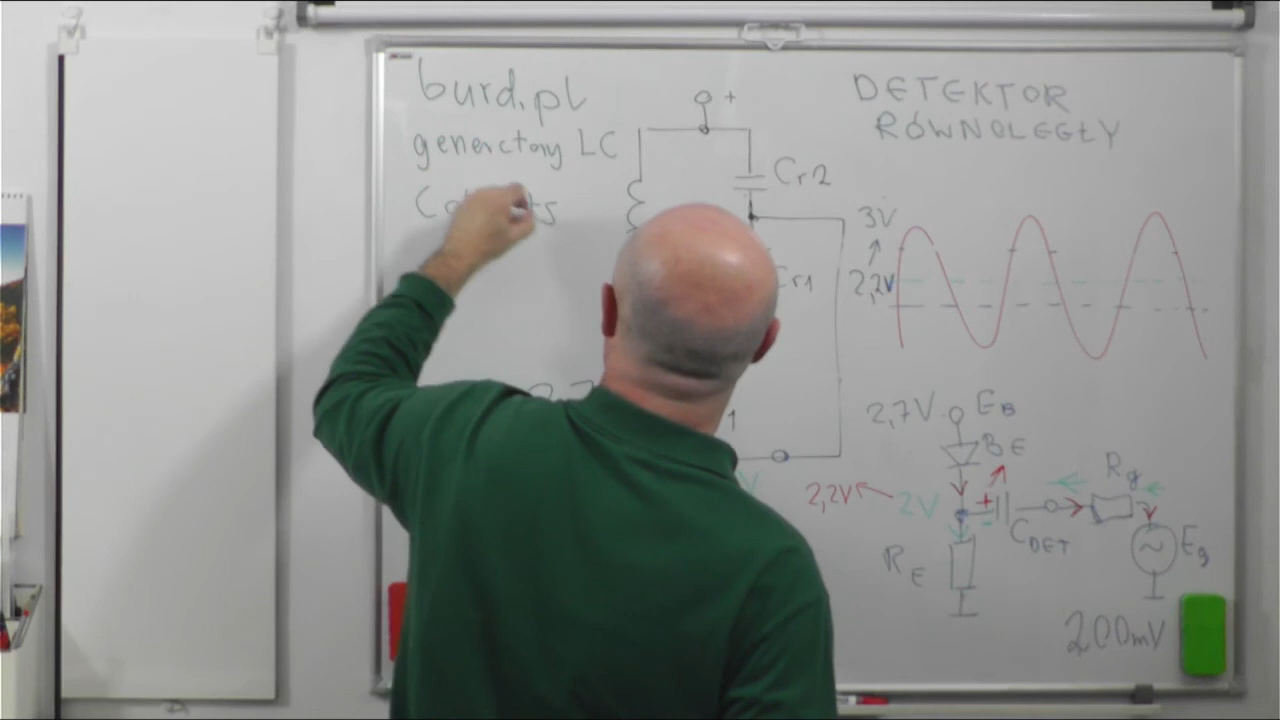 burd.pl
generatory LC
+
Cr2
Cr1
1
DETEKTOR
RÓWNOLEGŁY
3V
2,2V
2,7V EB
BE
Rg
2,2V
2V
+
-
CDET
RE
~
Eg
200mV